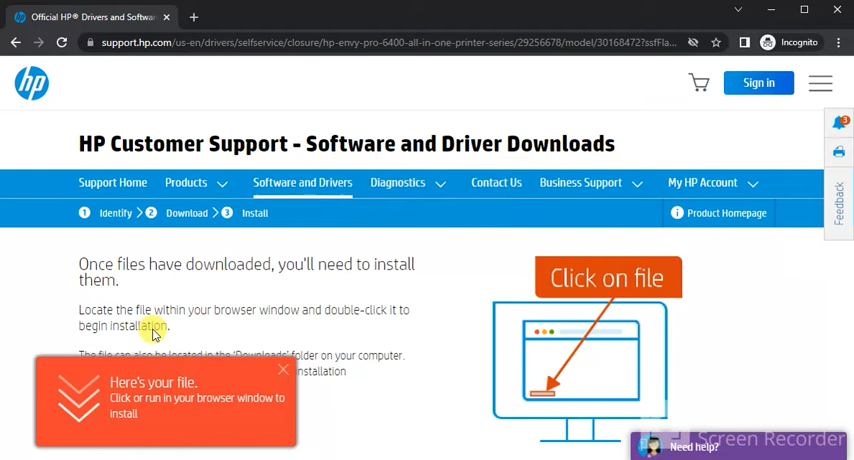 Official HP® Drivers and Softwar
support.hp.com/us-en/drivers/selfservice/closure/hp-envy-pro-6400-all-in-one-printer-series/29256678/model/30168472?ssfFla...
Incognito
hp
Sign in
3
HP Customer Support - Software and Driver Downloads
Support Home Products Software and Drivers Diagnostics Contact Us Business Support My HP Account
1 Identify 2 Download 3 Install
Product Homepage
Feedback
Once files have downloaded, you'll need to install
them.
Locate the file within your browser window and double-click it to
begin installation.
The file can also be located in the 'Downloads' folder on your computer.
installation
Click on file
Here's your file.
Click or run in your browser window to
install
Screen Recorder
Need help?